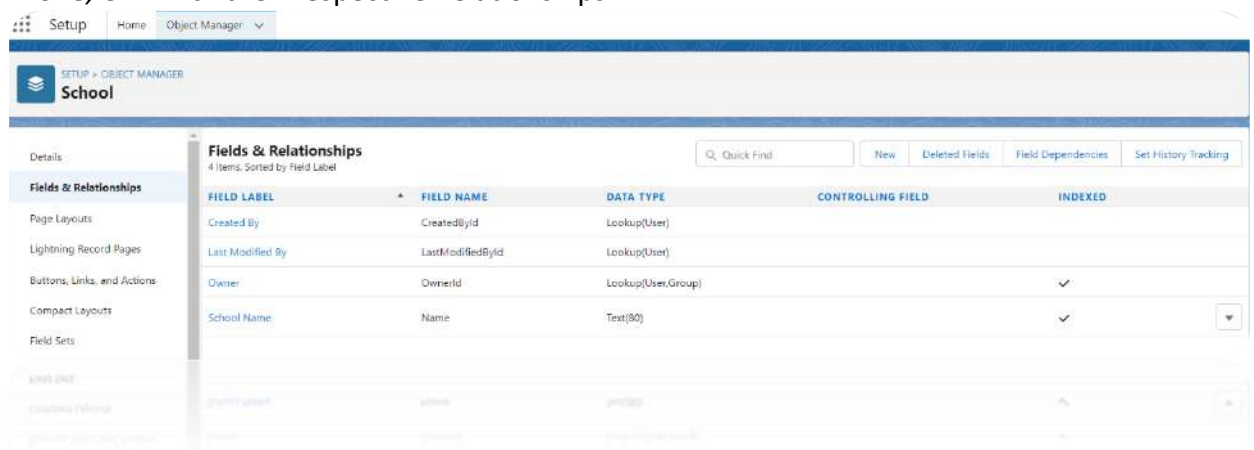 Setup Home Object Manager
SETUP > OBJECT MANAGER
School
Details
Fields & Relationships
Page Layouts
Lightning Record Pages
Buttons, Links, and Actions
Compact Layouts
Field Sets
Fields & Relationships
4 Items, Sorted by Field Label
Quick Find New Deleted Fields Field Dependencies Set History Tracking
FIELD LABEL FIELD NAME DATA TYPE CONTROLLING FIELD INDEXED
Created By CreatedById Lookup(User)
Last Modified By LastModifiedById Lookup(User)
Owner OwnerId Lookup(User,Group) ✓
School Name Name Text(80) ✓